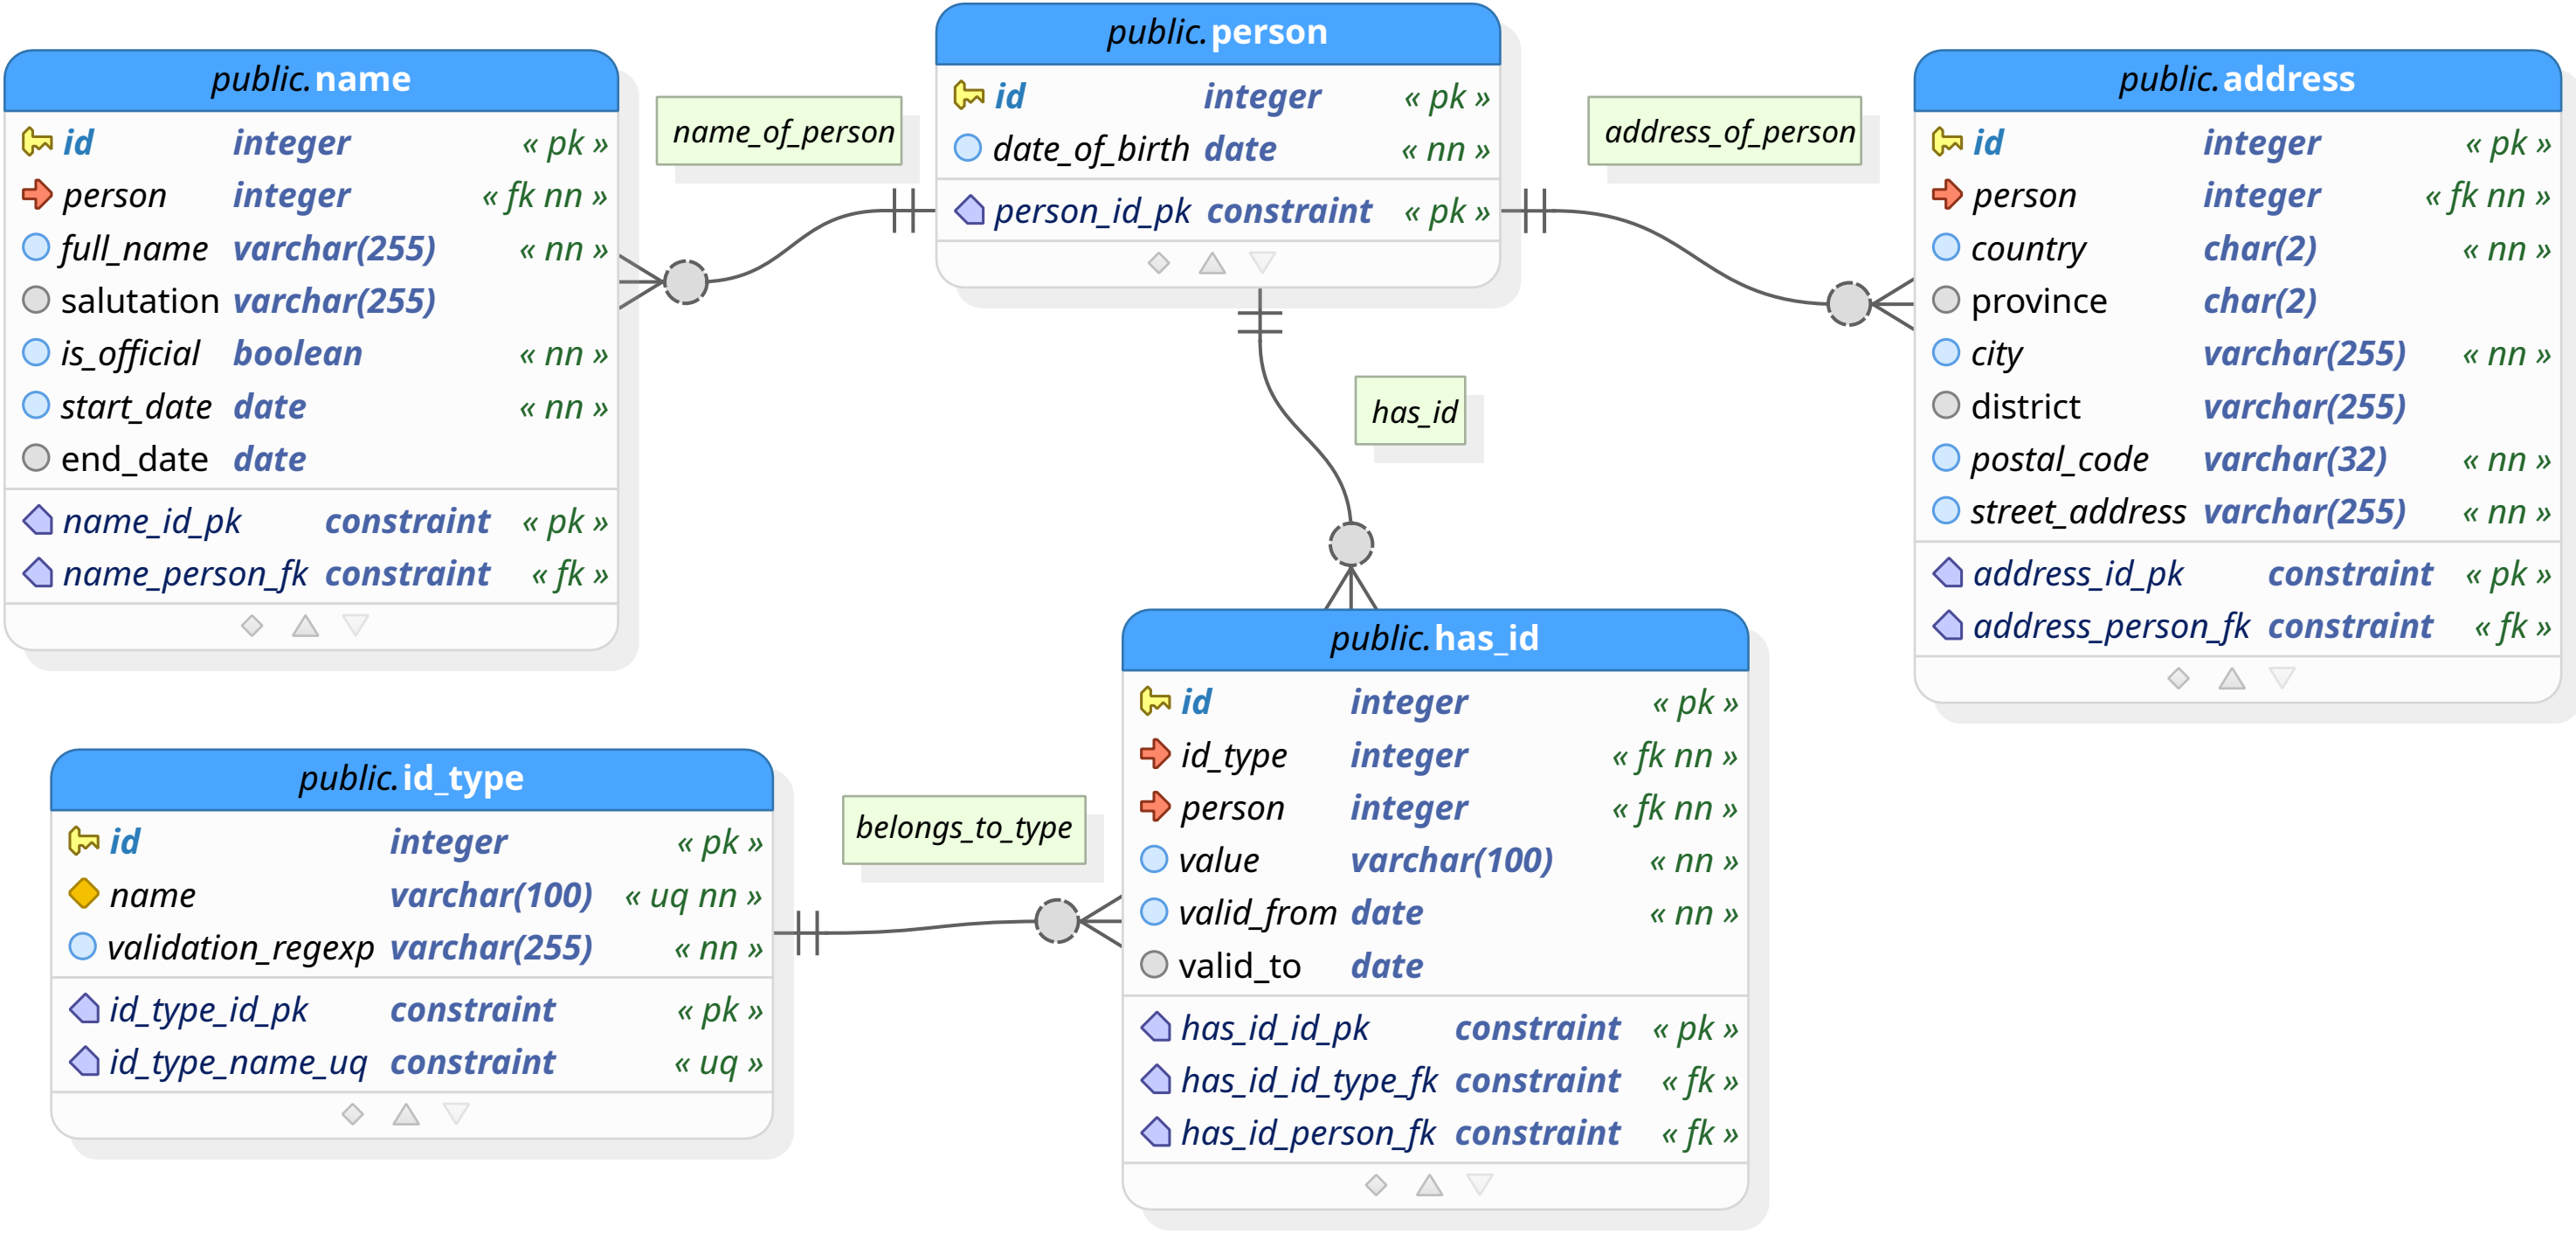 public.name
id integer « pk »
person integer « fk nn »
full_name varchar(255) « nn »
salutation varchar(255)
is_official boolean « nn »
start_date date « nn »
end_date date
name_id_pk constraint « pk »
name_person_fk constraint « fk »
name_of_person
public.person
id integer « pk »
date_of_birth date « nn »
person_id_pk constraint « pk »
address_of_person
public.address
id integer « pk »
person integer « fk nn »
country char(2) « nn »
province char(2)
city varchar(255) « nn »
district varchar(255)
postal_code varchar(32) « nn »
street_address varchar(255) « nn »
address_id_pk constraint « pk »
address_person_fk constraint « fk »
has_id
public.id_type
id integer « pk »
name varchar(100) « uq nn »
validation_regexp varchar(255) « nn »
id_type_id_pk constraint « pk »
id_type_name_uq constraint « uq »
belongs_to_type
public.has_id
id integer « pk »
id_type integer « fk nn »
person integer « fk nn »
value varchar(100) « nn »
valid_from date « nn »
valid_to date
has_id_id_pk constraint « pk »
has_id_id_type_fk constraint « fk »
has_id_person_fk constraint « fk »